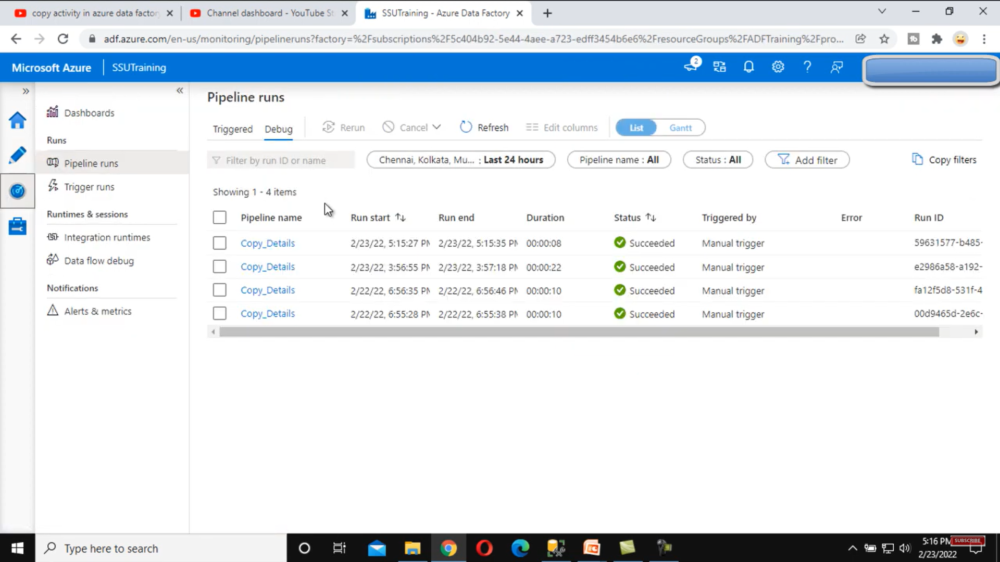 copy activity in azure data factor
Channel dashboard - YouTube St
SSUTraining - Azure Data Factory
adf.azure.com/en-us/monitoring/pipelineruns?factory=%2Fsubscriptions%2F5c404b92-5e44-4aee-a723-edff3454b6e6%2FresourceGroups%2FADFTraining%2Fpro...
Microsoft Azure
SSUTraining
2
Dashboards
Runs
Pipeline runs
Trigger runs
Runtimes & sessions
Integration runtimes
Data flow debug
Notifications
Alerts & metrics
Pipeline runs
Triggered Debug Rerun Cancel Refresh Edit columns List Gantt
Filter by run ID or name Chennai, Kolkata, Mu... : Last 24 hours Pipeline name : All Status : All Add filter Copy filters
Showing 1 - 4 items
Pipeline name Run start Run end Duration Status Triggered by Error Run ID
Copy_Details 2/23/22, 5:15:27 PM 2/23/22, 5:15:35 PM 00:00:08 Succeeded Manual trigger 59631577-b485-
Copy_Details 2/23/22, 3:56:55 PM 2/23/22, 3:57:18 PM 00:00:22 Succeeded Manual trigger e2986a58-a192-
Copy_Details 2/22/22, 6:56:35 PM 2/22/22, 6:56:46 PM 00:00:10 Succeeded Manual trigger fa12f5d8-531f-4
Copy_Details 2/22/22, 6:55:28 PM 2/22/22, 6:55:38 PM 00:00:10 Succeeded Manual trigger 00d9465d-2e6c-
Type here to search
5:16 PM
SUBSCRIBE
2/23/2022